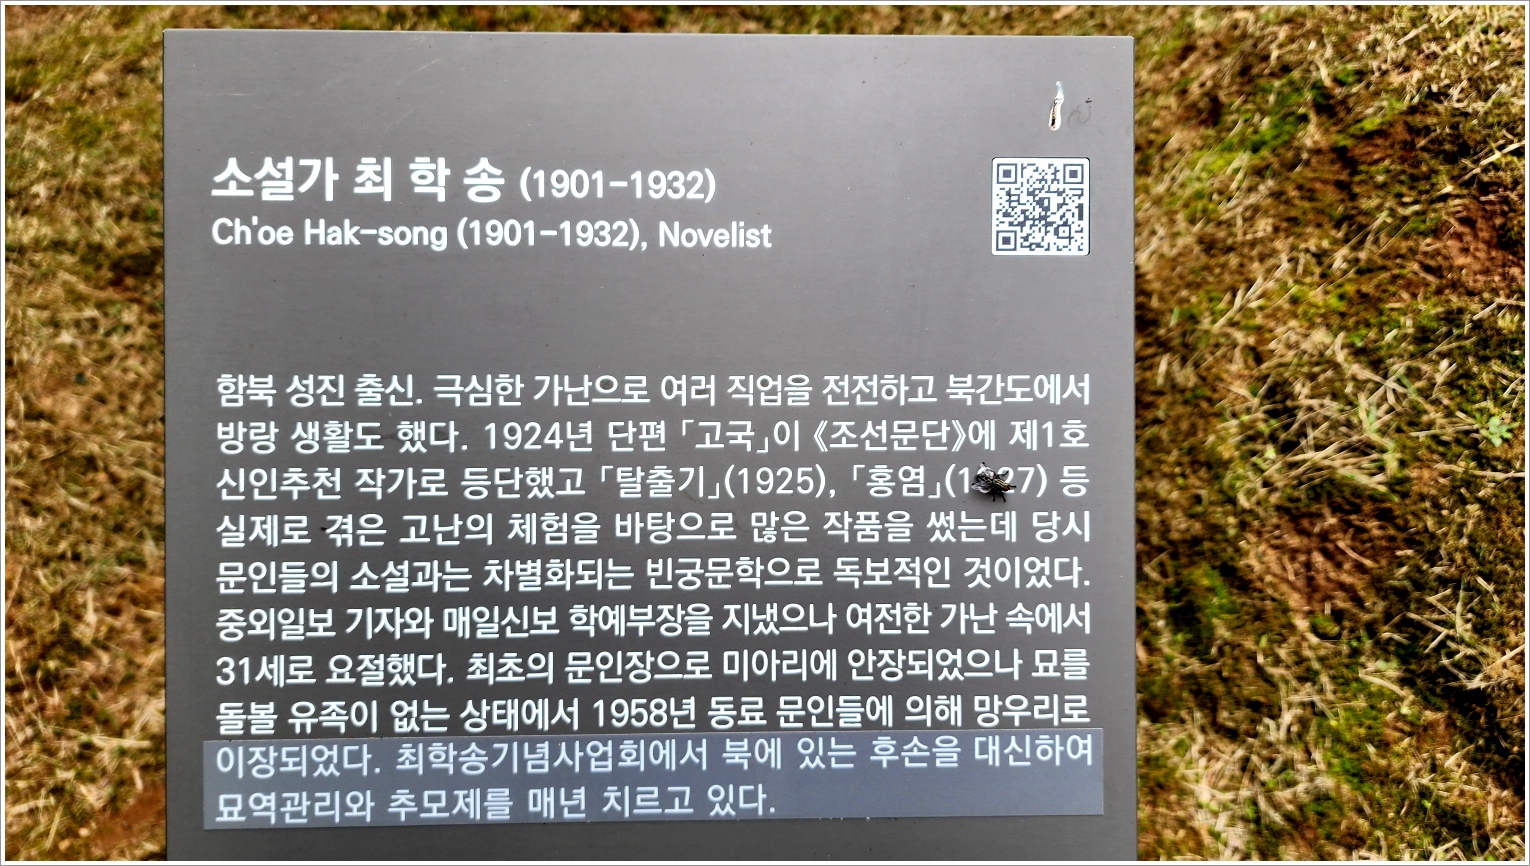 소설가 최 학 송 (1901-1932)
Ch'oe Hak-song (1901-1932), Novelist
함북 성진 출신. 극심한 가난으로 여러 직업을 전전하고 북간도에서
방랑 생활도 했다. 1924년 단편 「고국」이 《조선문단》에 제1호
신인추천 작가로 등단했고 「탈출기」(1925), 「홍염」 등
실제로 겪은 고난의 체험을 바탕으로 많은 작품을 썼는데 당시
문인들의 소설과는 차별화되는 빈궁문학으로 독보적인 것이었다.
중외일보 기자와 매일신보 학예부장을 지냈으나 여전한 가난 속에서
31세로 요절했다. 최초의 문인장으로 미아리에 안장되었으나 묘를
돌볼 유족이 없는 상태에서 1958년 동료 문인들에 의해 망우리로
이장되었다. 최학송기념사업회에서 북에 있는 후손을 대신하여
묘역관리와 추모제를 매년 치르고 있다.